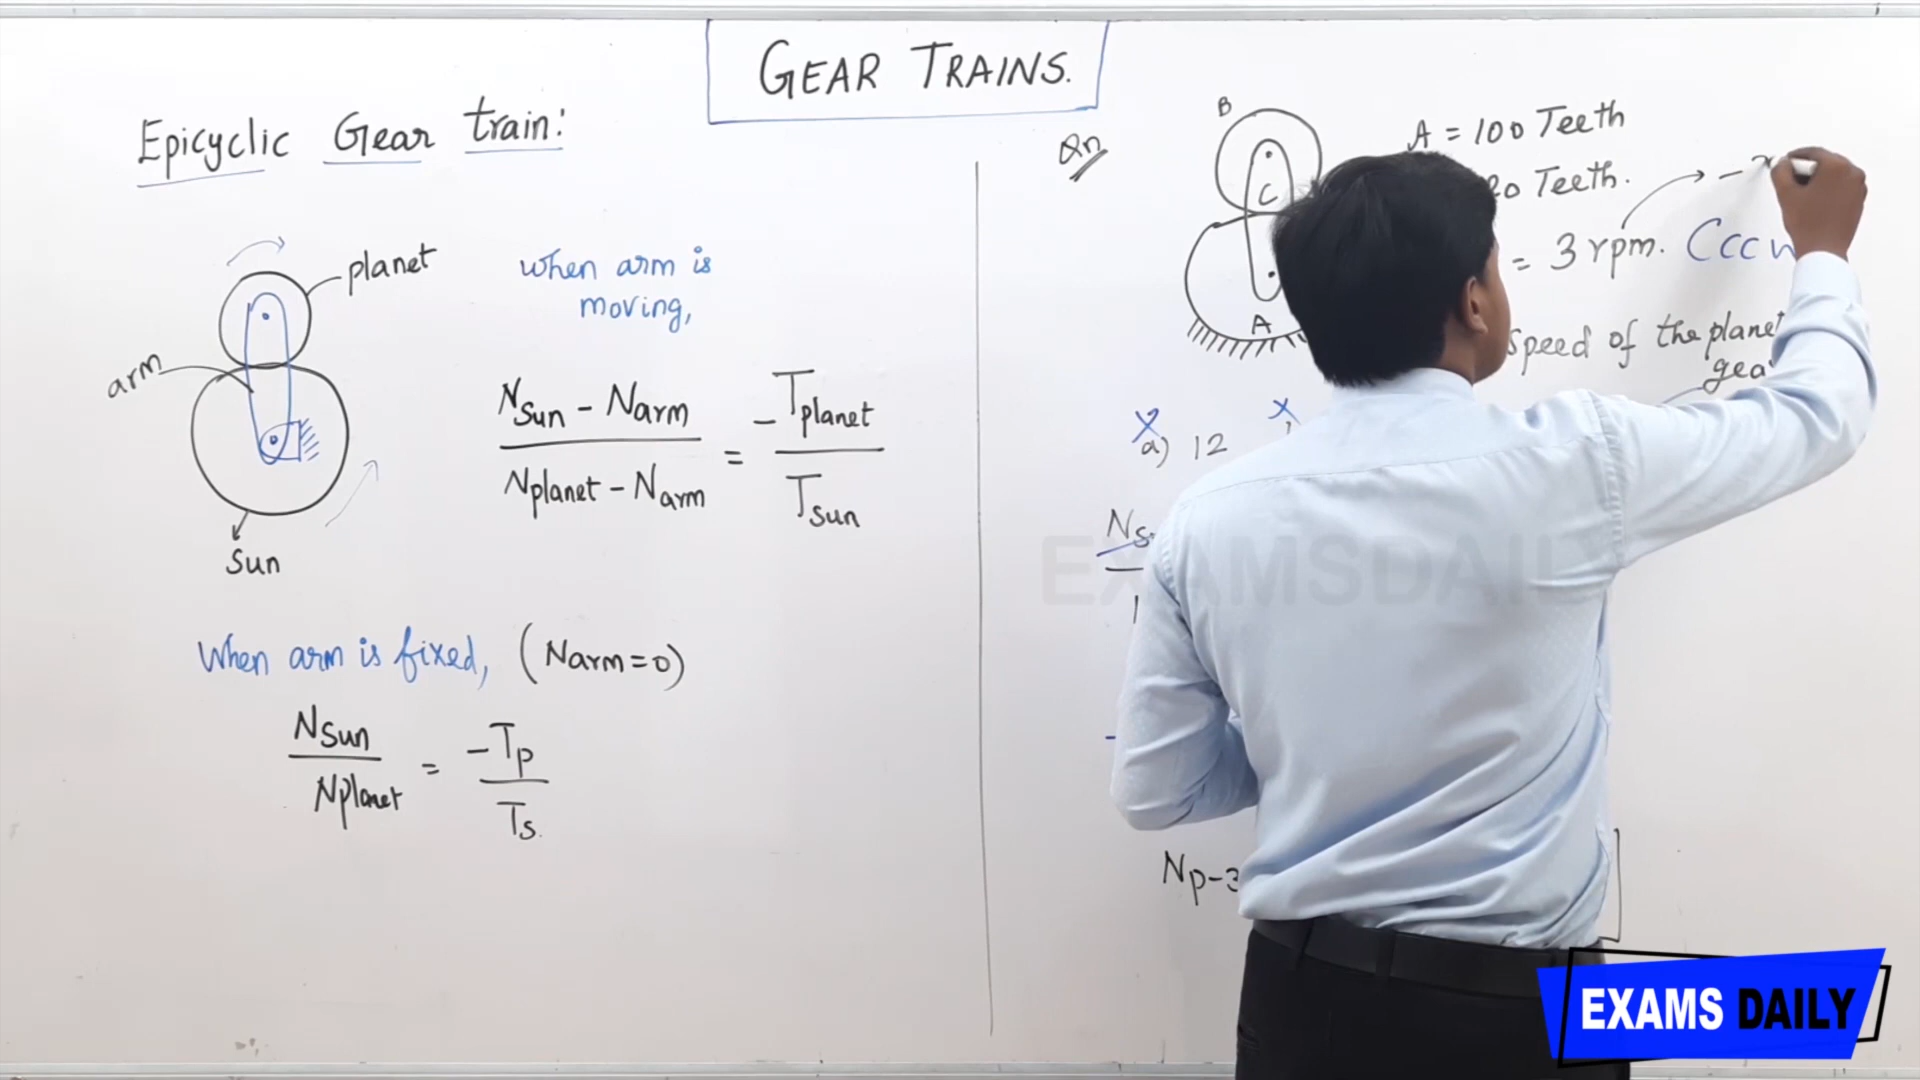 GEAR TRAINS.
Epicyclic Gear train:
planet
arm
Sun
when arm is
moving,
NSun - Narm
Nplanet - Narm
=
- Tplanet
TSun
When arm is fixed, (Narm=0)
NSun
Nplanet
=
-Tp
Ts.
Qn
B
C
A
A = 100 Teeth
20 Teeth.
= 3 rpm.
speed of the planet
a) 12
Np-3
EXAMSDAILY
EXAMS DAILY